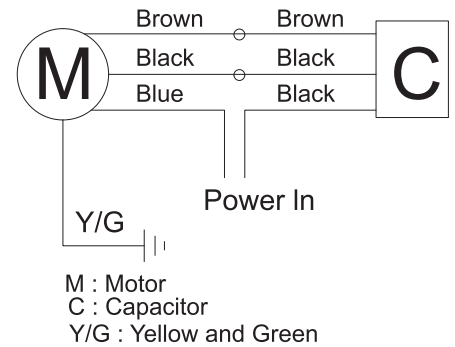 Brown Brown
Black Black
M C
Blue Black
Power In
Y/G
M : Motor
C : Capacitor
Y/G : Yellow and Green